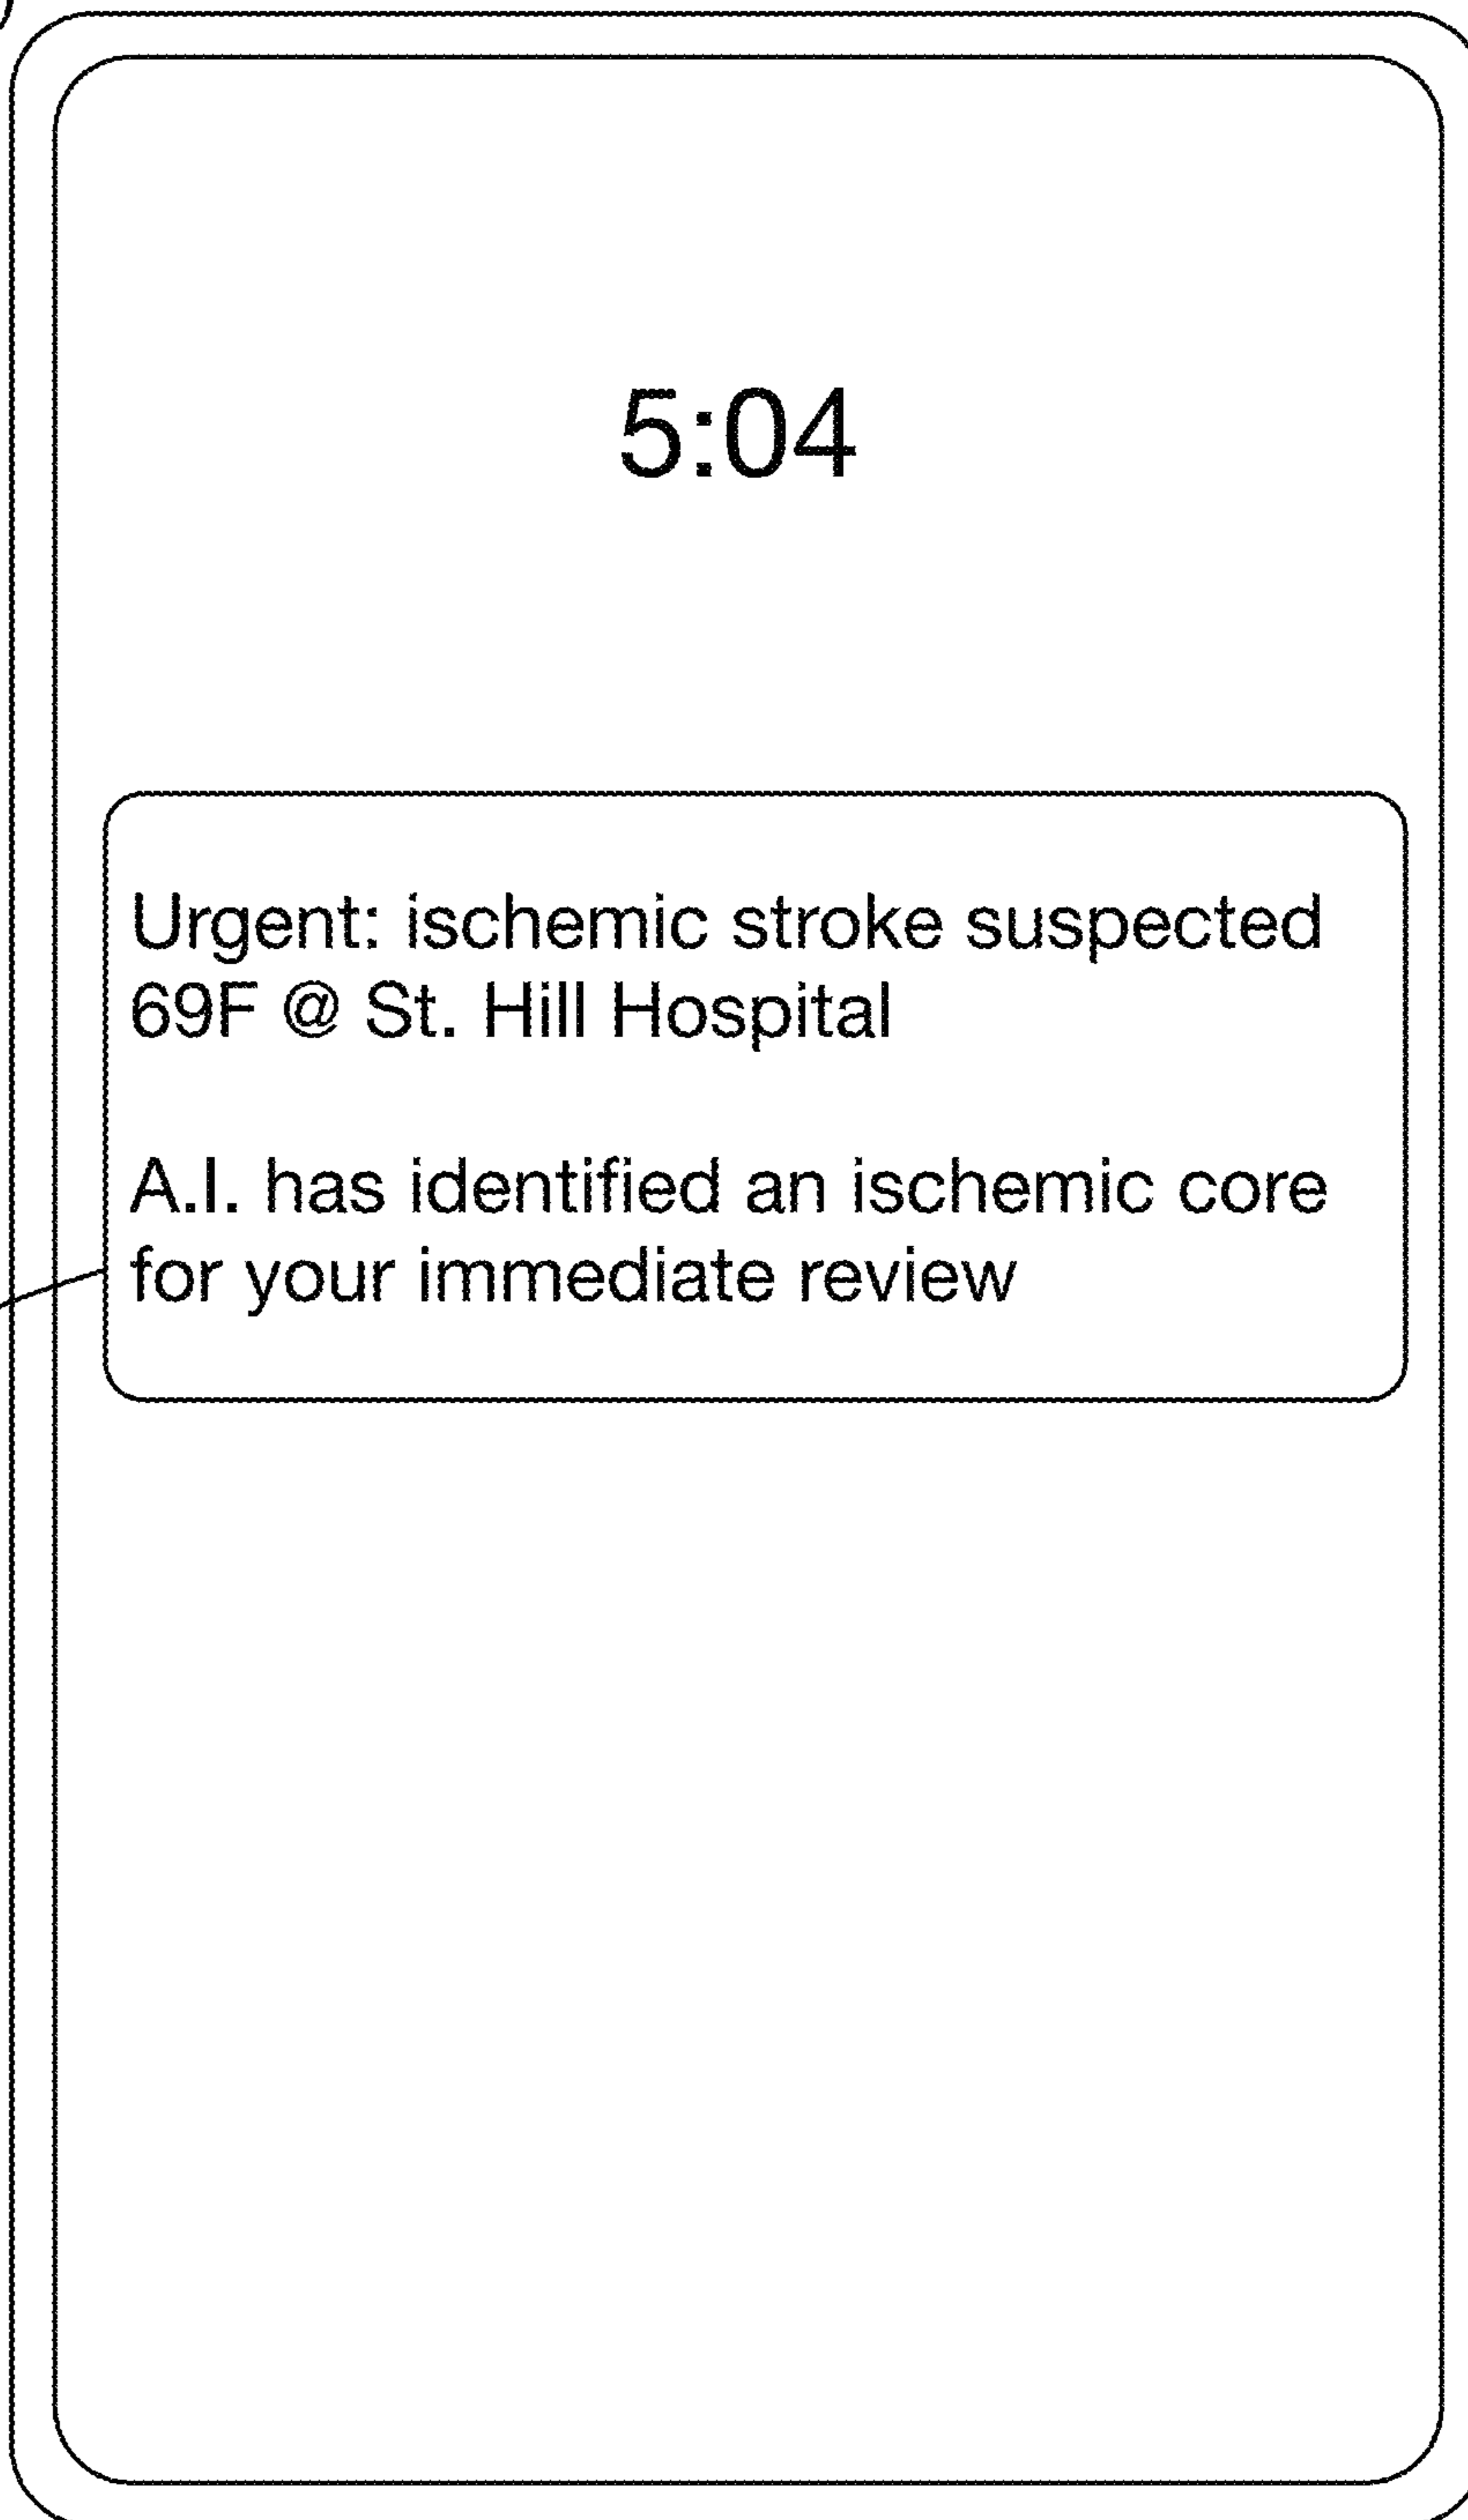 5:04
Urgent: ischemic stroke suspected
69F @ St. Hill Hospital
A.I. has identified an ischemic core
for your immediate review